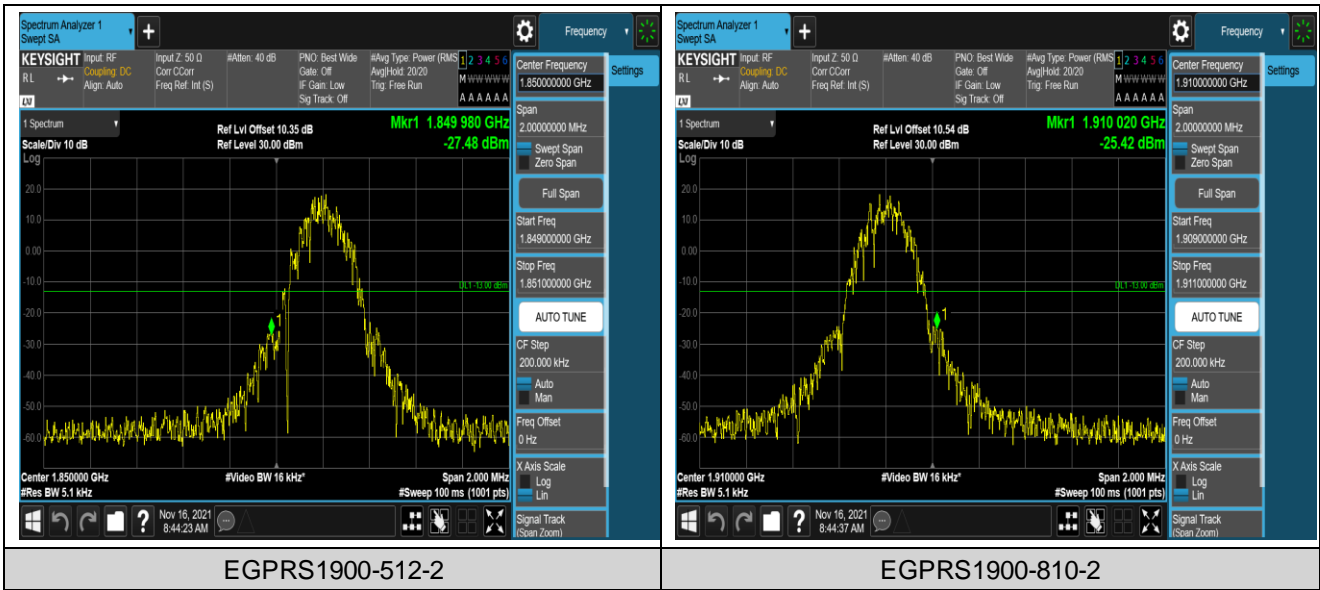 Spectrum Analyzer 1
Swept SA
+
Frequency
KEYSIGHT
RL
LXI
Input: RF
Coupling: DC
Align: Auto
Input Z: 50 Ω
Corr CCorr
Freq Ref: Int (S)
#Atten: 40 dB
PNO: Best Wide
Gate: Off
IF Gain: Low
Sig Track: Off
#Avg Type: Power (RMS
Avg|Hold: 20/20
Trig: Free Run
1 2 3 4 5 6
M W W W W W
A A A A A A
1 Spectrum
Scale/Div 10 dB
Log
Ref Lvl Offset 10.35 dB
Ref Level 30.00 dBm
Mkr1 1.849 980 GHz
-27.48 dBm
20.0
10.0
0.00
-10.0
-20.0
-30.0
-40.0
-50.0
-60.0
DL1 -13.00 dBm
1
Center 1.850000 GHz
#Res BW 5.1 kHz
#Video BW 16 kHz*
Span 2.000 MHz
#Sweep 100 ms (1001 pts)
Center Frequency
1.850000000 GHz
Settings
Span
2.00000000 MHz
Swept Span
Zero Span
Full Span
Start Freq
1.849000000 GHz
Stop Freq
1.851000000 GHz
AUTO TUNE
CF Step
200.000 kHz
Auto
Man
Freq Offset
0 Hz
X Axis Scale
Log
Lin
Signal Track
(Span Zoom)
?
Nov 16, 2021
8:44:23 AM
EGPRS1900-512-2
Spectrum Analyzer 1
Swept SA
+
Frequency
KEYSIGHT
RL
LXI
Input: RF
Coupling: DC
Align: Auto
Input Z: 50 Ω
Corr CCorr
Freq Ref: Int (S)
#Atten: 40 dB
PNO: Best Wide
Gate: Off
IF Gain: Low
Sig Track: Off
#Avg Type: Power (RMS
Avg|Hold: 20/20
Trig: Free Run
1 2 3 4 5 6
M W W W W W
A A A A A A
1 Spectrum
Scale/Div 10 dB
Log
Ref Lvl Offset 10.54 dB
Ref Level 30.00 dBm
Mkr1 1.910 020 GHz
-25.42 dBm
20.0
10.0
0.00
-10.0
-20.0
-30.0
-40.0
-50.0
-60.0
DL1 -13.00 dBm
1
Center 1.910000 GHz
#Res BW 5.1 kHz
#Video BW 16 kHz*
Span 2.000 MHz
#Sweep 100 ms (1001 pts)
Center Frequency
1.910000000 GHz
Settings
Span
2.00000000 MHz
Swept Span
Zero Span
Full Span
Start Freq
1.909000000 GHz
Stop Freq
1.911000000 GHz
AUTO TUNE
CF Step
200.000 kHz
Auto
Man
Freq Offset
0 Hz
X Axis Scale
Log
Lin
Signal Track
(Span Zoom)
?
Nov 16, 2021
8:44:37 AM
EGPRS1900-810-2